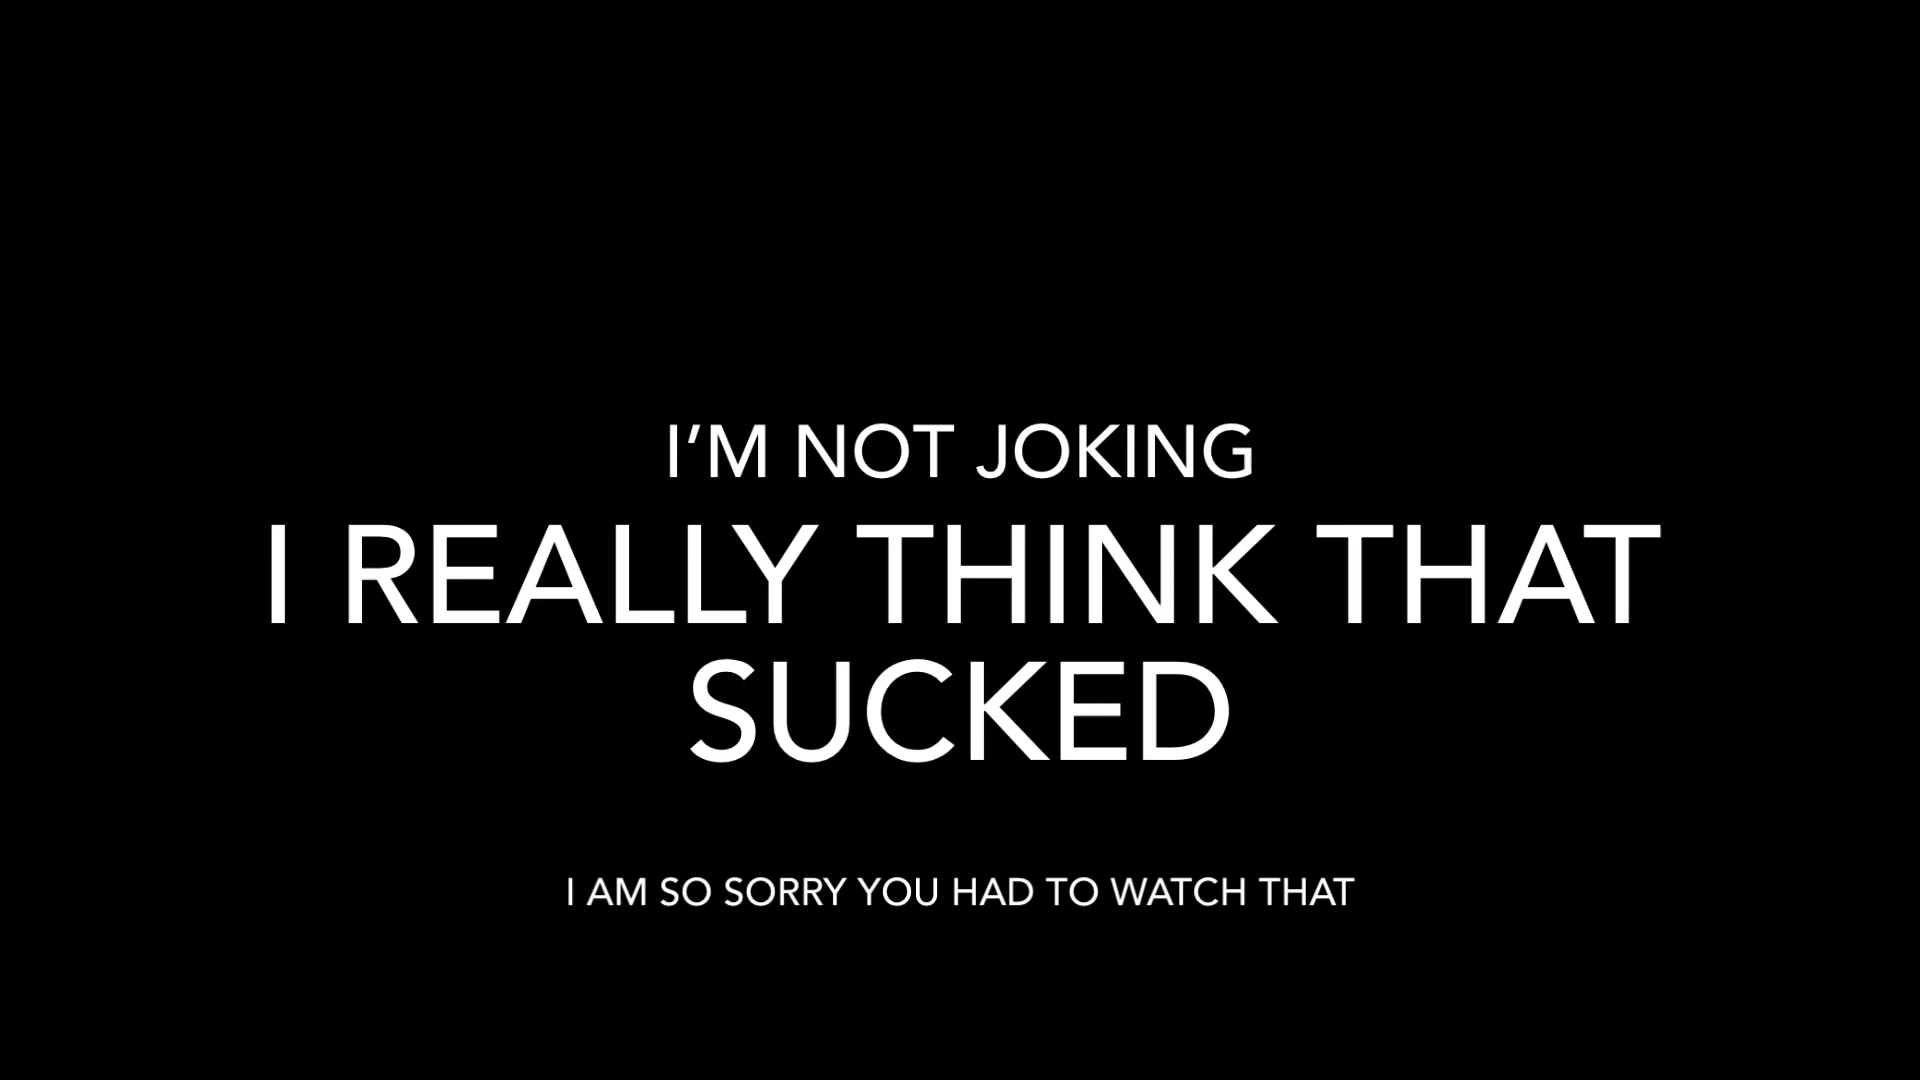 I’M NOT JOKING
I REALLY THINK THAT
SUCKED
I AM SO SORRY YOU HAD TO WATCH THAT